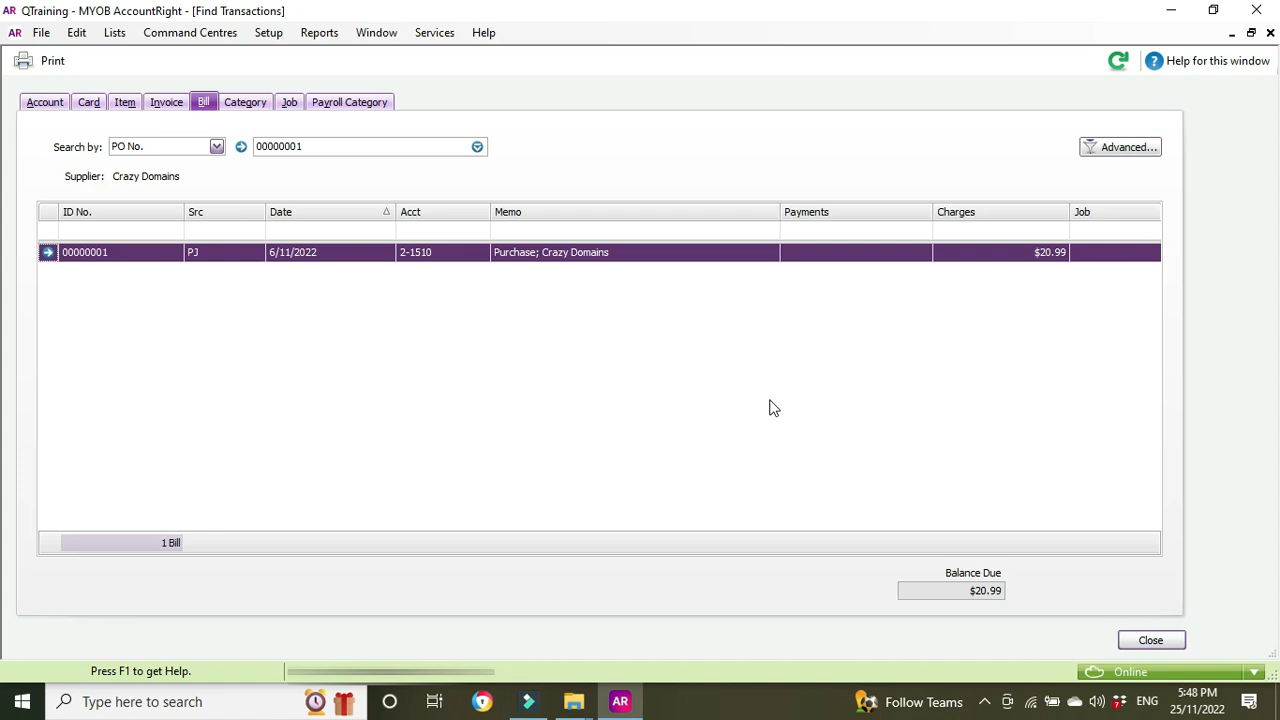 AR QTraining - MYOB AccountRight - [Find Transactions]
AR File Edit Lists Command Centres Setup Reports Window Services Help
Print ? Help for this window
Account Card Item Invoice Bill Category Job Payroll Category
Search by: PO No. 00000001 Advanced...
Supplier: Crazy Domains
ID No. Src Date Acct Memo Payments Charges Job
00000001 PJ 6/11/2022 2-1510 Purchase; Crazy Domains $20.99
1 Bill
Balance Due
$20.99
Close
Press F1 to get Help. Online
Type here to search AR Follow Teams 7 ENG 5:48 PM
25/11/2022